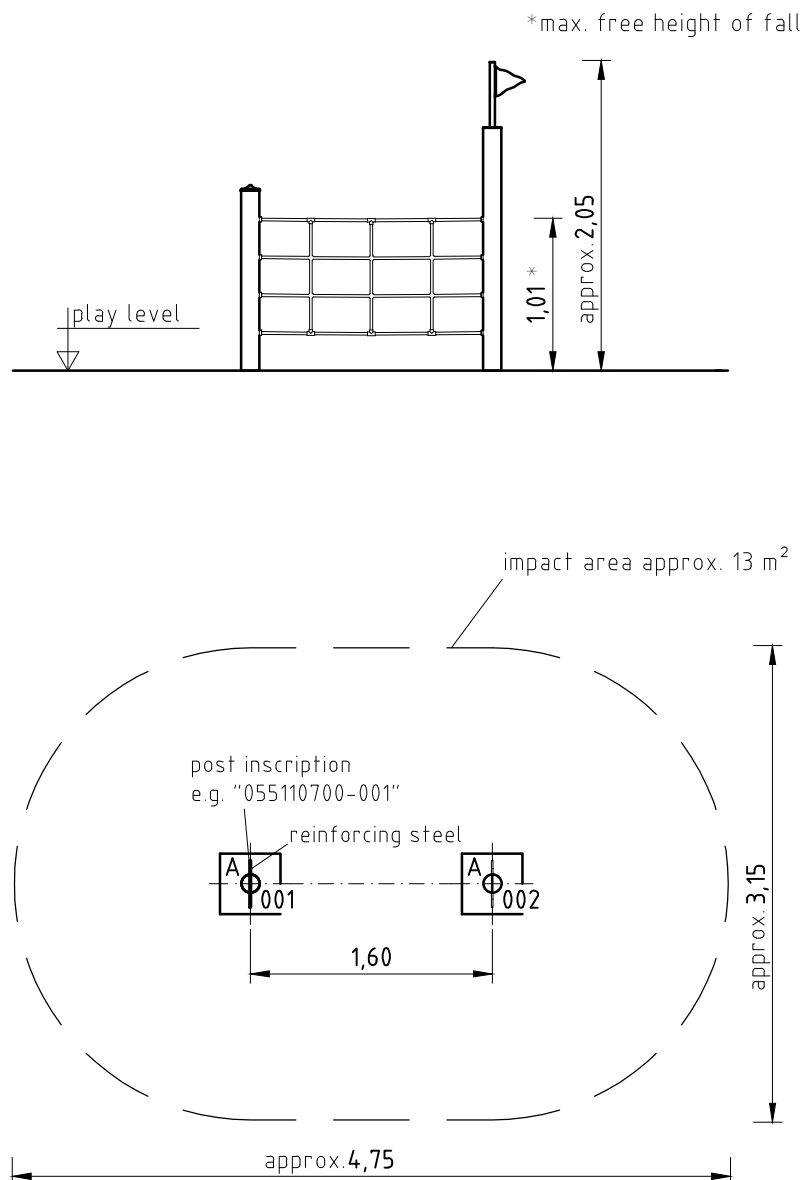 *max. free height of fall
approx. 2,05
1,01 *
play level
impact area approx. 13 m²
post inscription
e.g. "055110700-001"
reinforcing steel
A
001
A
002
1,60
approx. 3,15
approx. 4,75